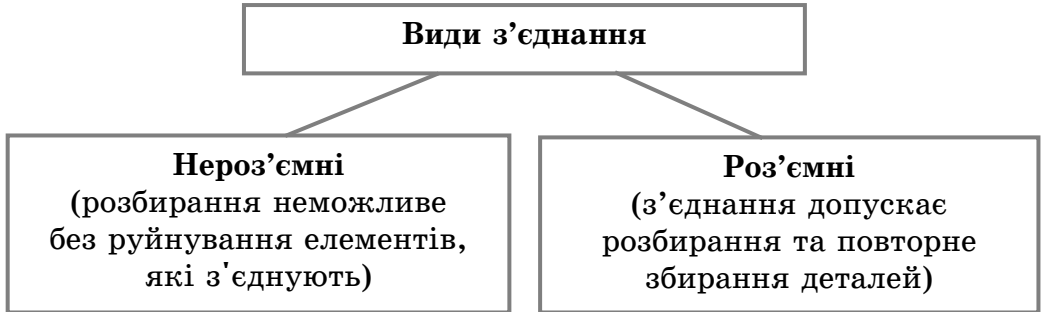 Види з’єднання
Нероз’ємні
(розбирання неможливе
без руйнування елементів,
які з'єднують)
Роз’ємні
(з’єднання допускає
розбирання та повторне
збирання деталей)